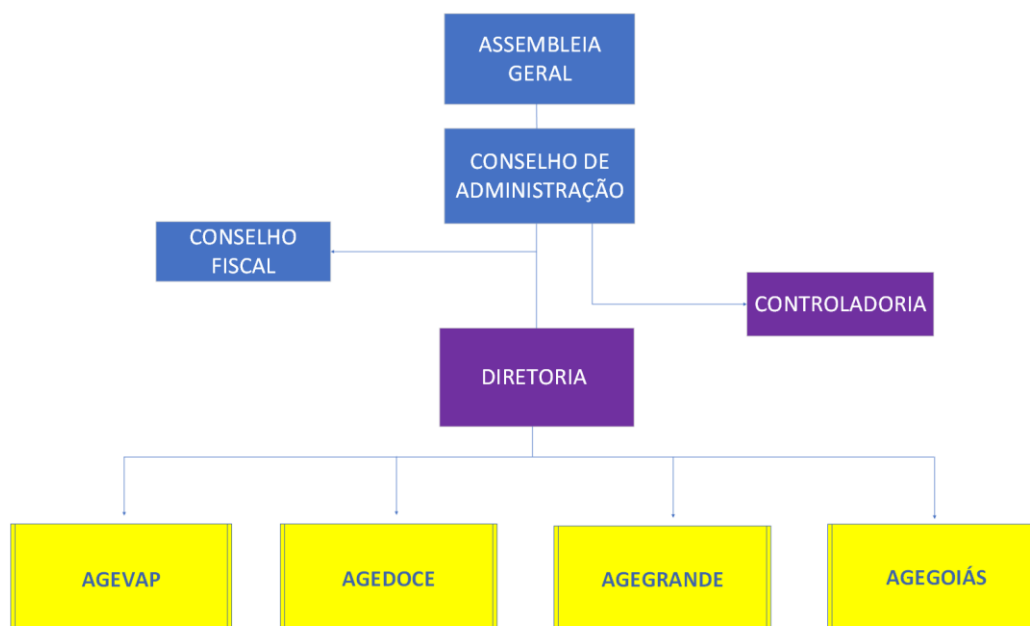 ASSEMBLEIA
GERAL
CONSELHO DE
ADMINISTRAÇÃO
CONSELHO
FISCAL
CONTROLADORIA
DIRETORIA
AGEVAP
AGEDOCE
AGEGRANDE
AGEGOIÁS